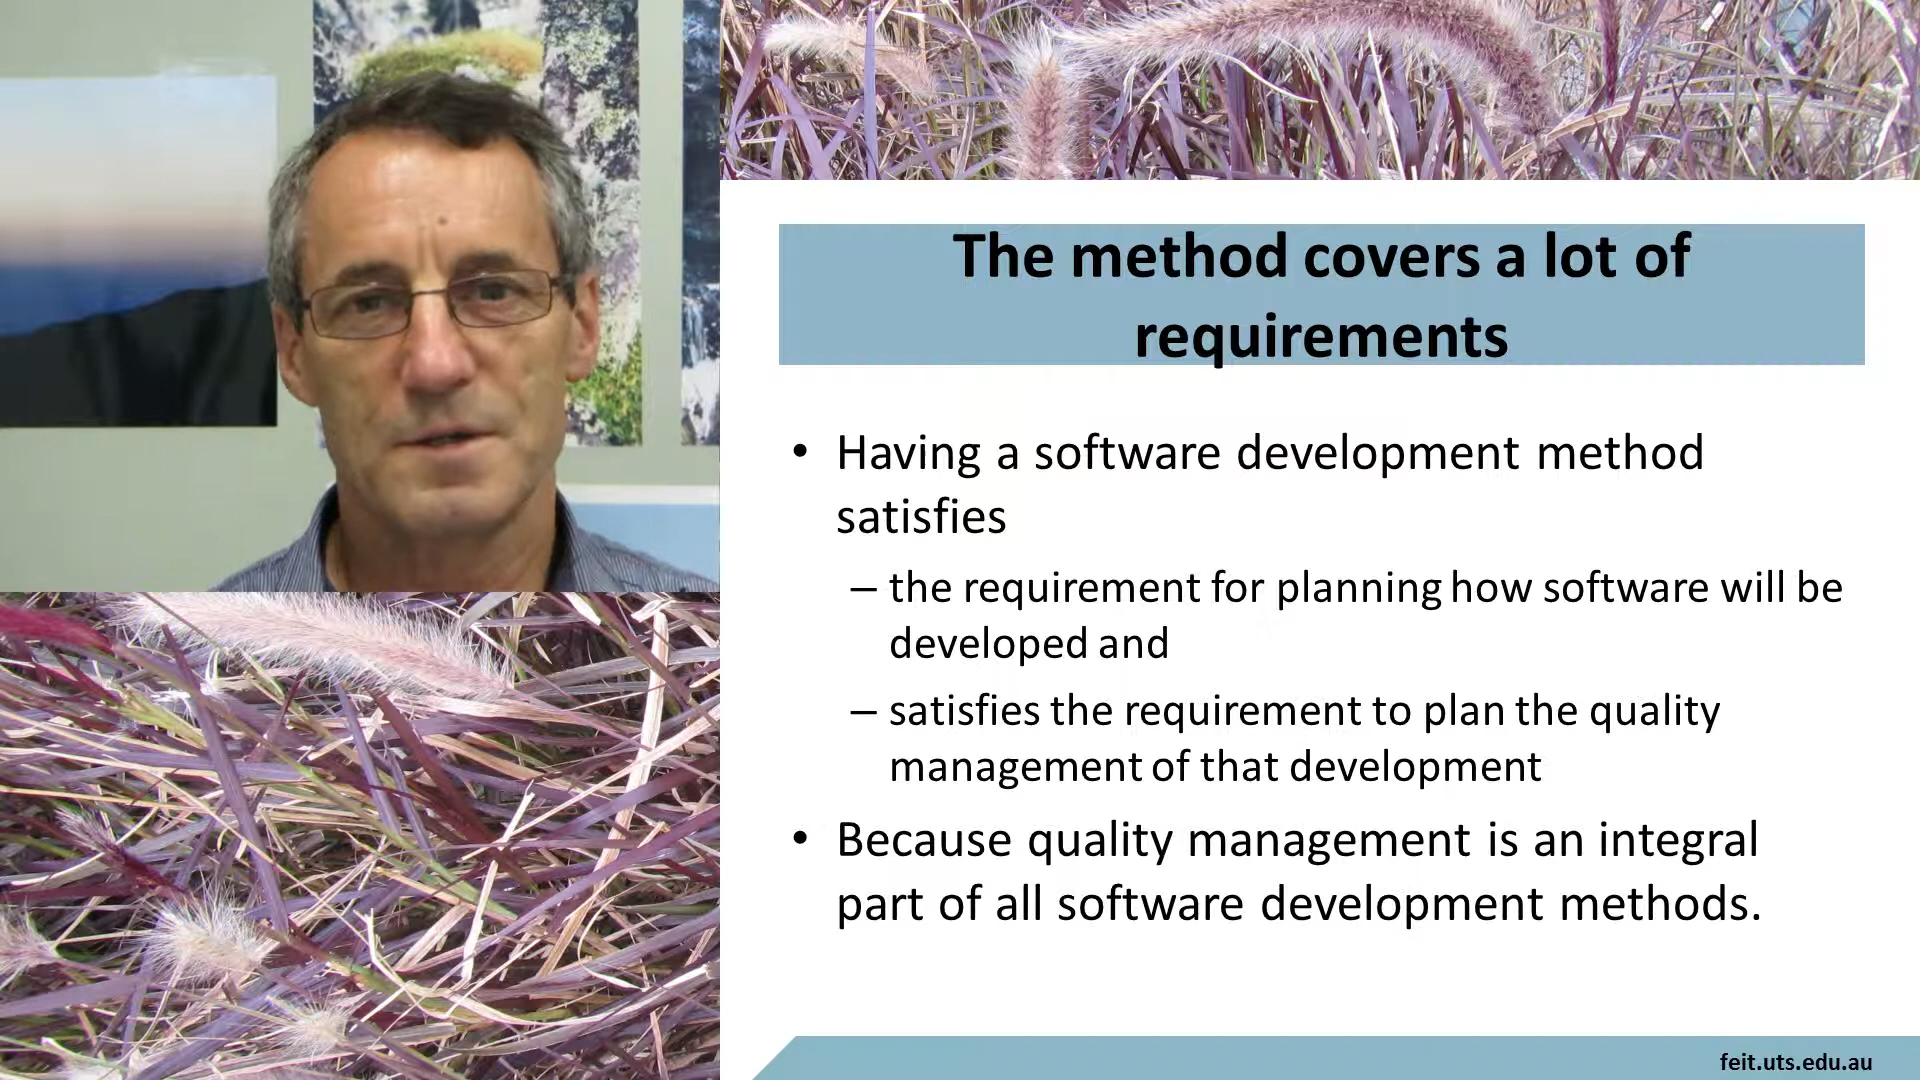 The method covers a lot of
requirements
• Having a software development method
satisfies
– the requirement for planning how software will be
developed and
– satisfies the requirement to plan the quality
management of that development
• Because quality management is an integral
part of all software development methods.
feit.uts.edu.au